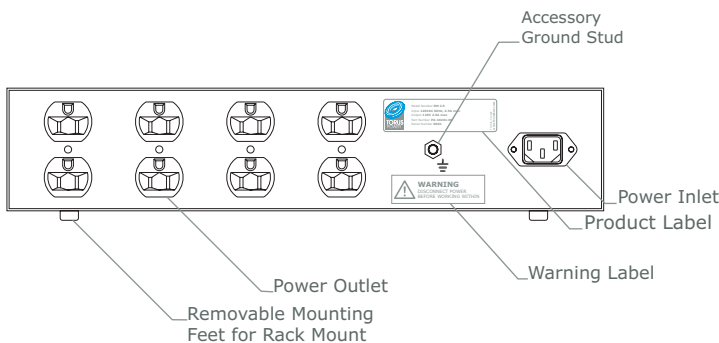 Accessory
Ground Stud
TORUS
WARNING
DISCONNECT POWER
BEFORE WORKING WITHIN
Power Inlet
Product Label
Warning Label
Power Outlet
Removable Mounting
Feet for Rack Mount